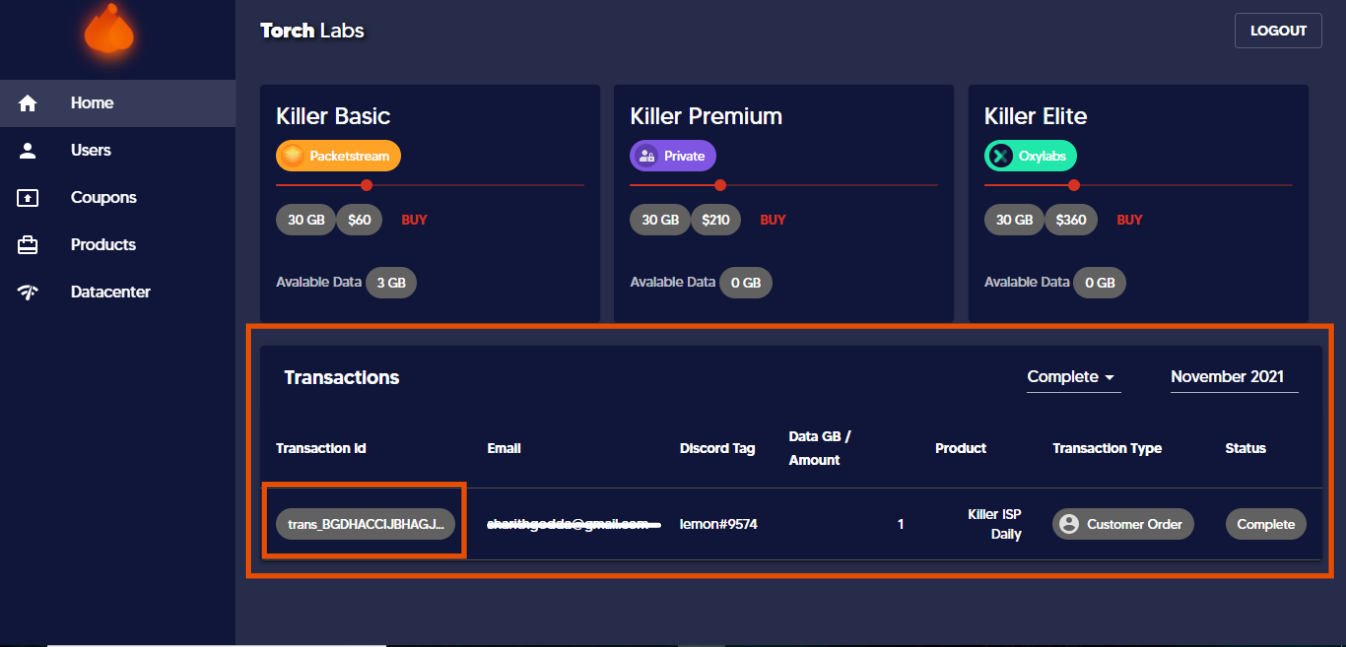 Torch Labs
LOGOUT
Home
Users
Coupons
Products
Datacenter
Killer Basic
Packetstream
30 GB $60 BUY
Avalable Data 3 GB
Killer Premium
Private
30 GB $210 BUY
Avalable Data 0 GB
Killer Elite
Oxylabs
30 GB $360 BUY
Avalable Data 0 GB
Transactions
Complete
November 2021
Transaction Id Email Discord Tag Data GB / Amount Product Transaction Type Status
trans_BGDHACCIJBHAGJ... lemon#9574 1 Killer ISP Daily Customer Order Complete